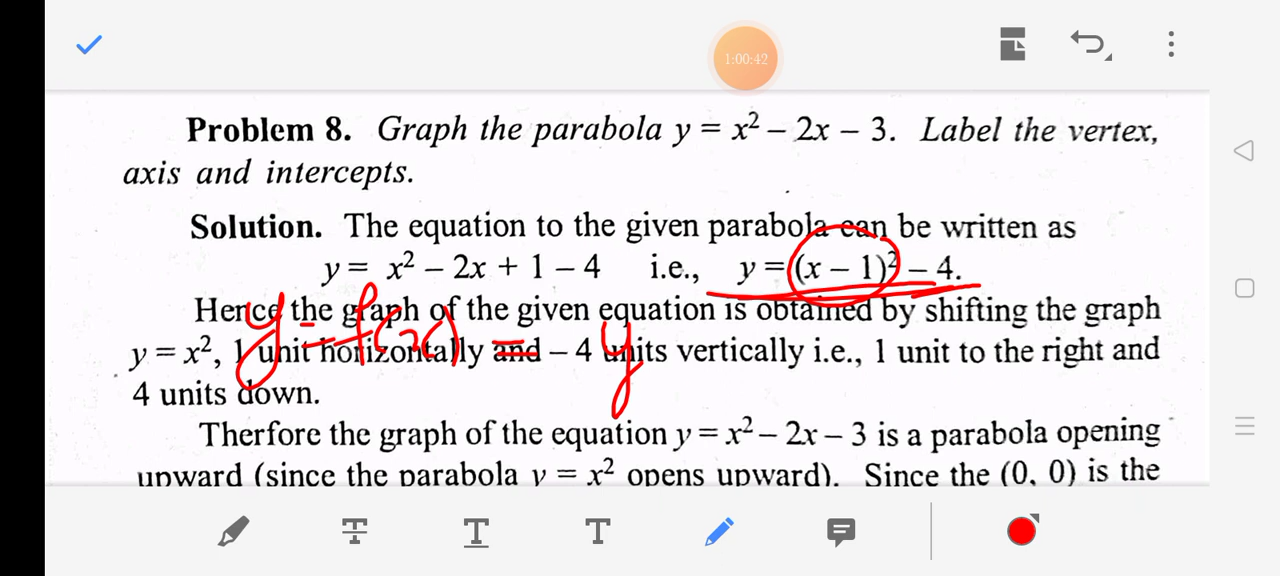 1:00:42
Problem 8. Graph the parabola y = x² – 2x – 3. Label the vertex,
axis and intercepts.
Solution. The equation to the given parabola can be written as
y = x² – 2x + 1 – 4 i.e., y = (x – 1)² – 4.
Hence the graph of the given equation is obtained by shifting the graph
y = f(x) = y
y = x², 1 unit horizontally and – 4 units vertically i.e., 1 unit to the right and
4 units down.
Therfore the graph of the equation y = x² – 2x – 3 is a parabola opening
upward (since the parabola y = x² opens upward). Since the (0, 0) is the
T T T